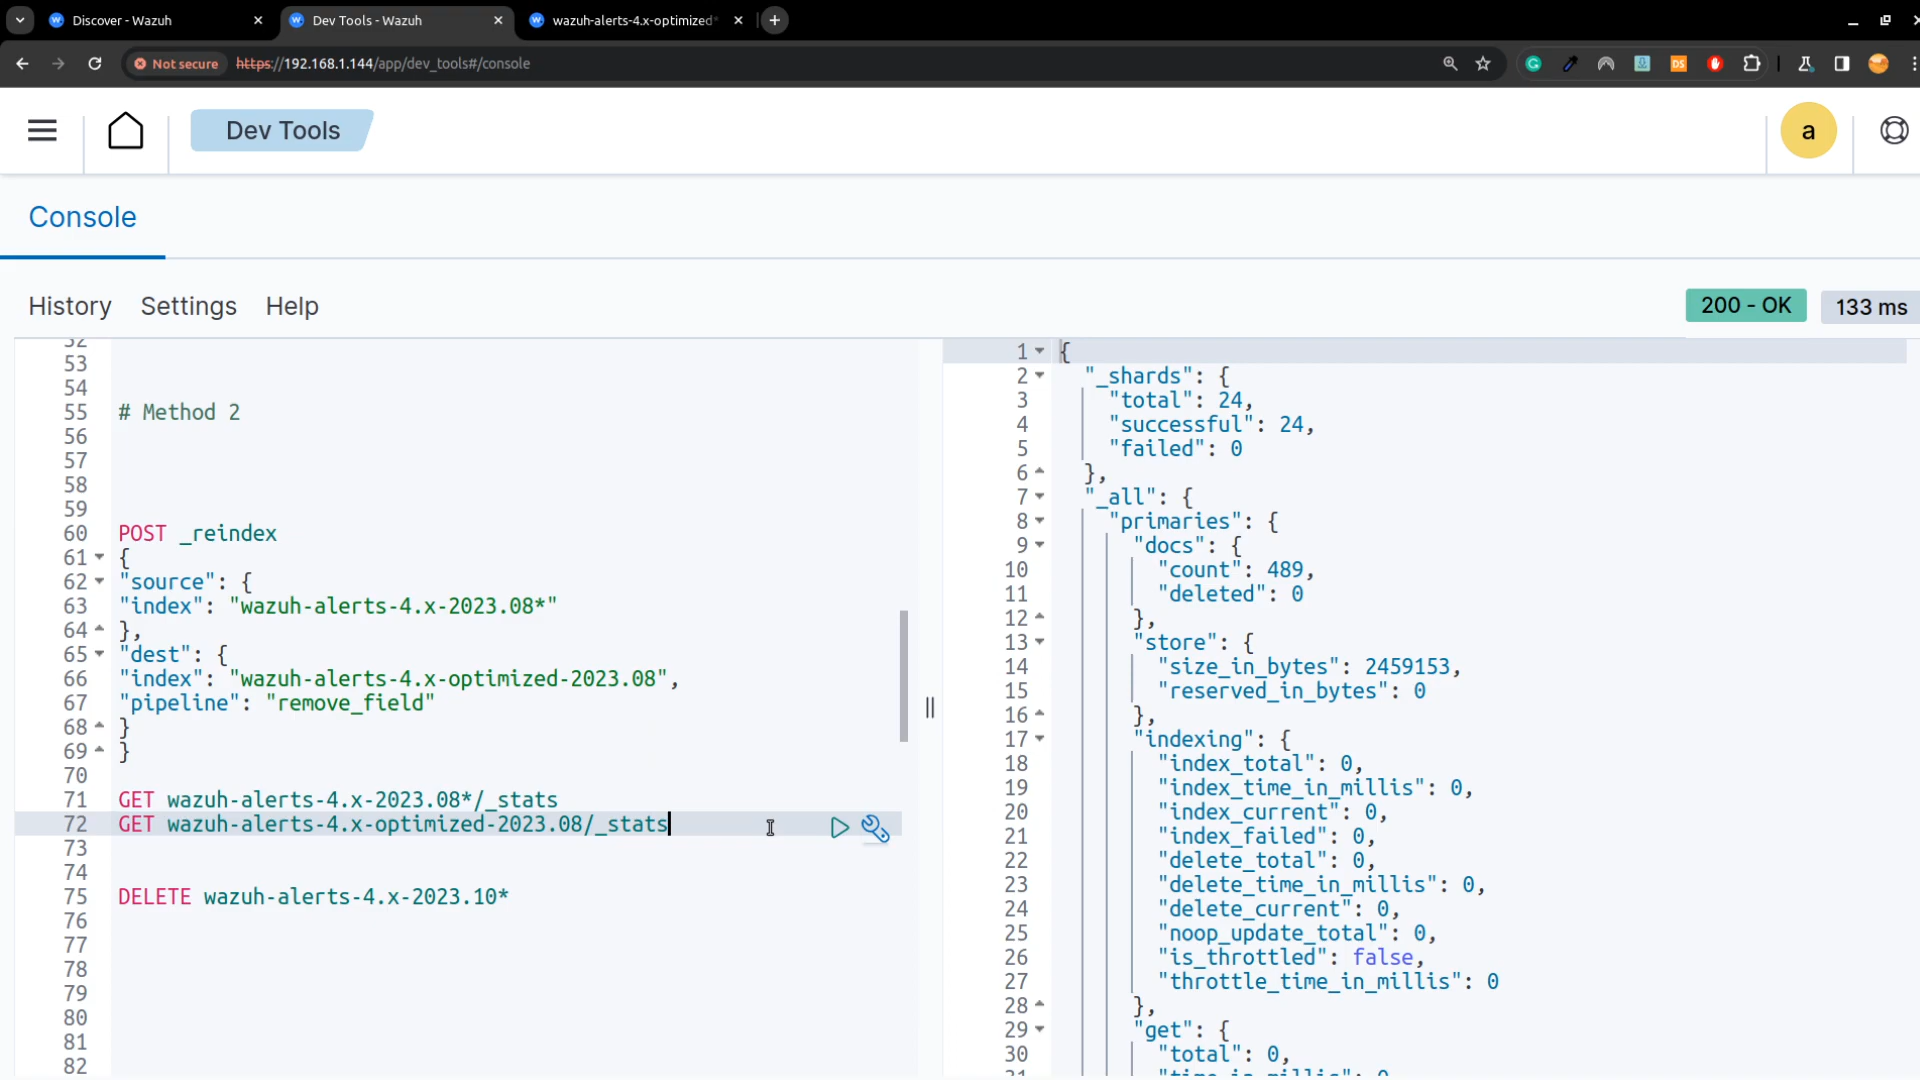 Discover - Wazuh
Dev Tools - Wazuh
wazuh-alerts-4.x-optimized*
Not secure https://192.168.1.144/app/dev_tools#/console
DS
Dev Tools
a
Console
History Settings Help
200 - OK
133 ms
52
53
54
55 # Method 2
56
57
58
59
60 POST _reindex
61 {
62 "source": {
63 "index": "wazuh-alerts-4.x-2023.08*"
64 },
65 "dest": {
66 "index": "wazuh-alerts-4.x-optimized-2023.08",
67 "pipeline": "remove_field"
68 }
69 }
70
71 GET wazuh-alerts-4.x-2023.08*/_stats
72 GET wazuh-alerts-4.x-optimized-2023.08/_stats
73
74
75 DELETE wazuh-alerts-4.x-2023.10*
76
77
78
79
80
81
82
1 {
2 "_shards": {
3 "total": 24,
4 "successful": 24,
5 "failed": 0
6 },
7 "_all": {
8 "primaries": {
9 "docs": {
10 "count": 489,
11 "deleted": 0
12 },
13 "store": {
14 "size_in_bytes": 2459153,
15 "reserved_in_bytes": 0
16 },
17 "indexing": {
18 "index_total": 0,
19 "index_time_in_millis": 0,
20 "index_current": 0,
21 "index_failed": 0,
22 "delete_total": 0,
23 "delete_time_in_millis": 0,
24 "delete_current": 0,
25 "noop_update_total": 0,
26 "is_throttled": false,
27 "throttle_time_in_millis": 0
28 },
29 "get": {
30 "total": 0,